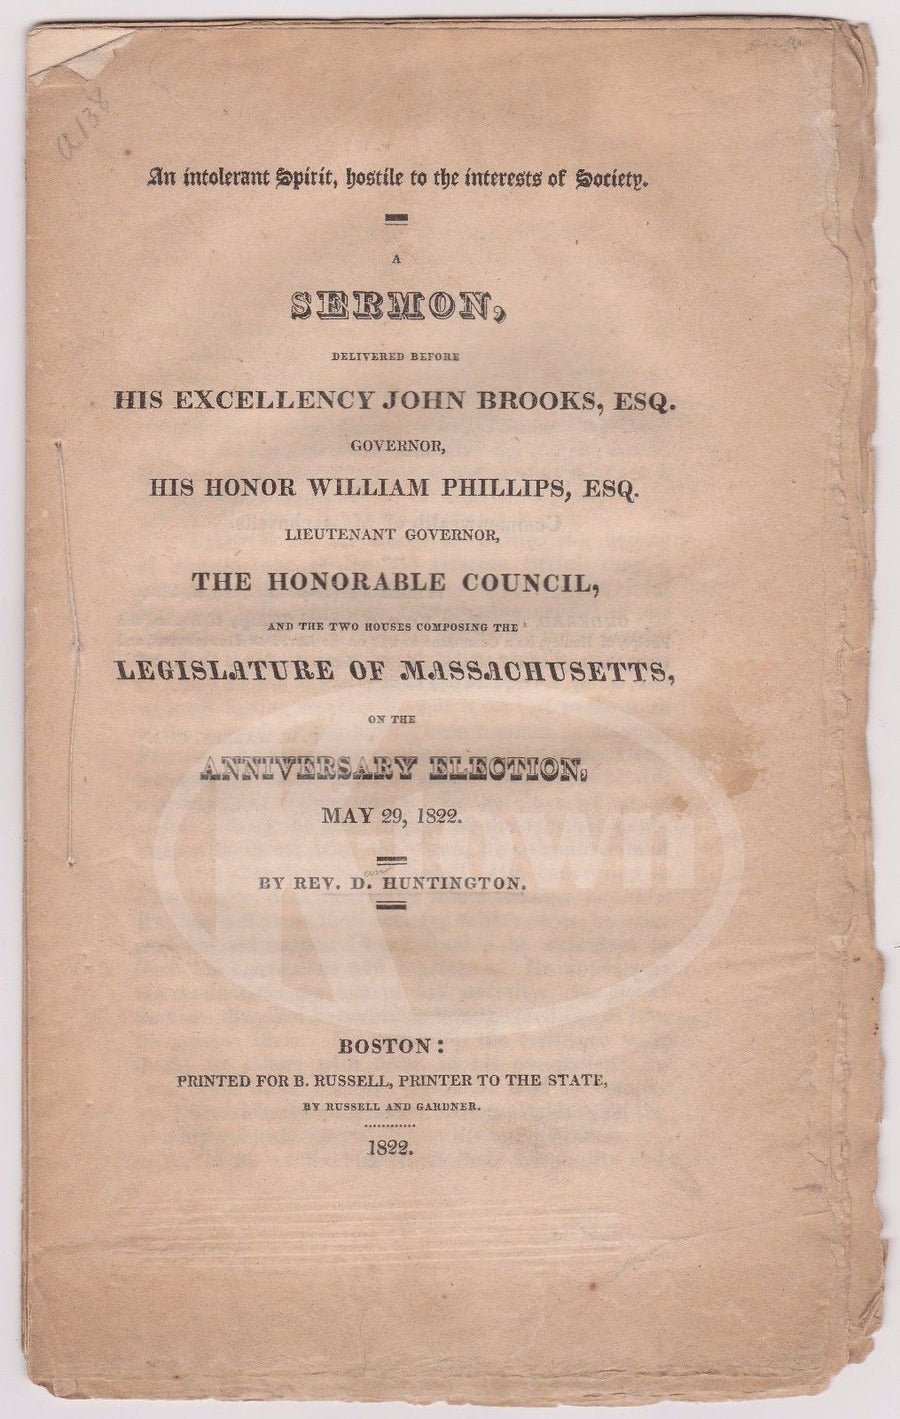 a.138
An intolerant Spirit, hostile to the interests of Society.
A
SERMON,
DELIVERED BEFORE
HIS EXCELLENCY JOHN BROOKS, ESQ.
GOVERNOR,
HIS HONOR WILLIAM PHILLIPS, ESQ.
LIEUTENANT GOVERNOR,
THE HONORABLE COUNCIL,
AND THE TWO HOUSES COMPOSING THE
LEGISLATURE OF MASSACHUSETTS,
ON THE
ANNIVERSARY ELECTION,
MAY 29, 1822.
BY REV. D. HUNTINGTON.
BOSTON:
PRINTED FOR B. RUSSELL, PRINTER TO THE STATE,
BY RUSSELL AND GARDNER.
1822.
Ktown